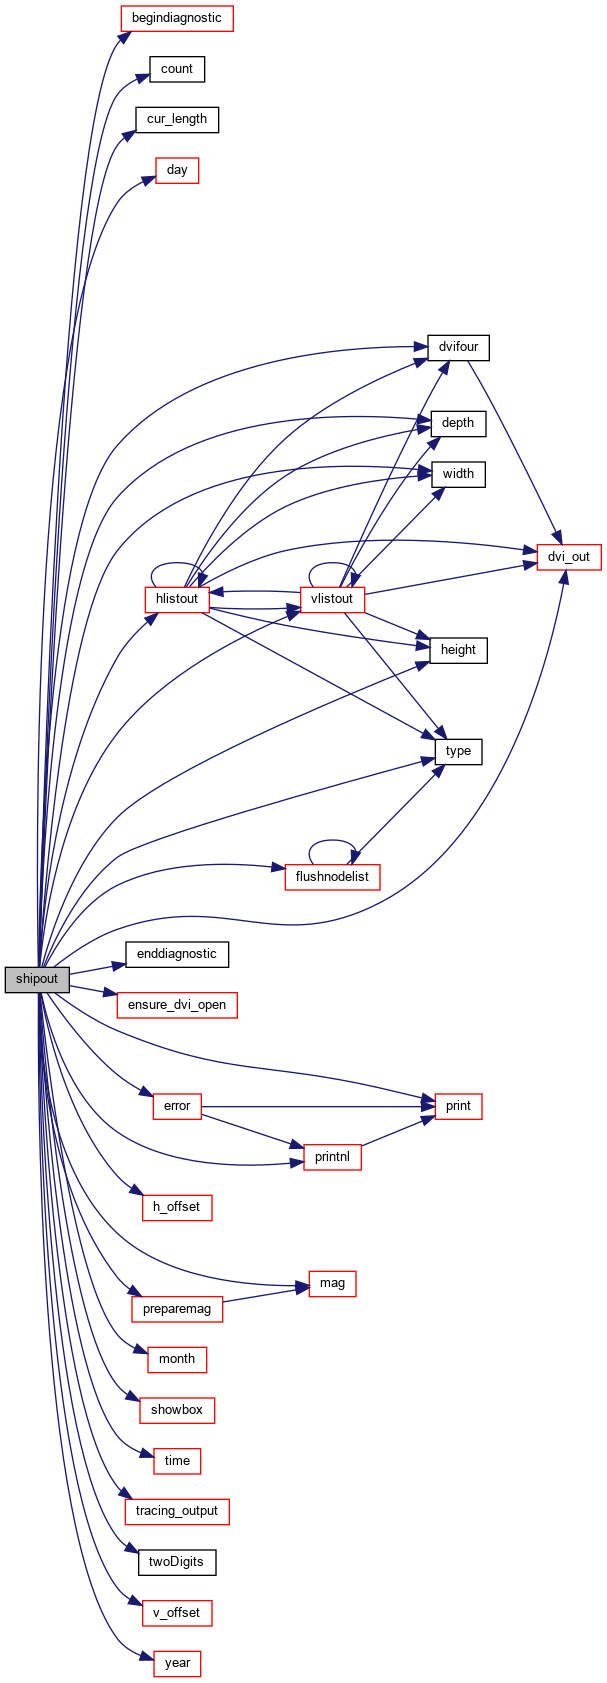 begindiagnostic
count
cur_length
day
dvifour
depth
width
dvi_out
hlistout
vlistout
height
type
flushnodelist
enddiagnostic
shipout
ensure_dvi_open
error
print
printnl
h_offset
mag
preparemag
month
showbox
time
tracing_output
twoDigits
v_offset
year